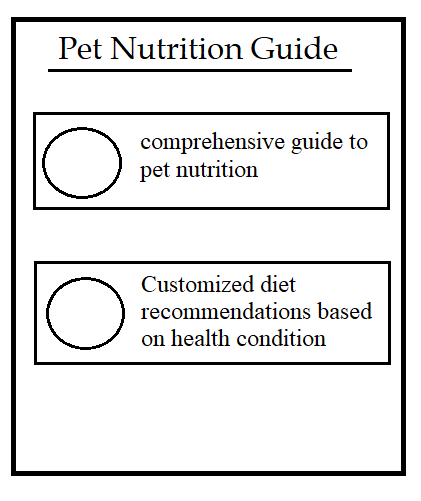 Pet Nutrition Guide
comprehensive guide to
pet nutrition
Customized diet
recommendations based
on health condition